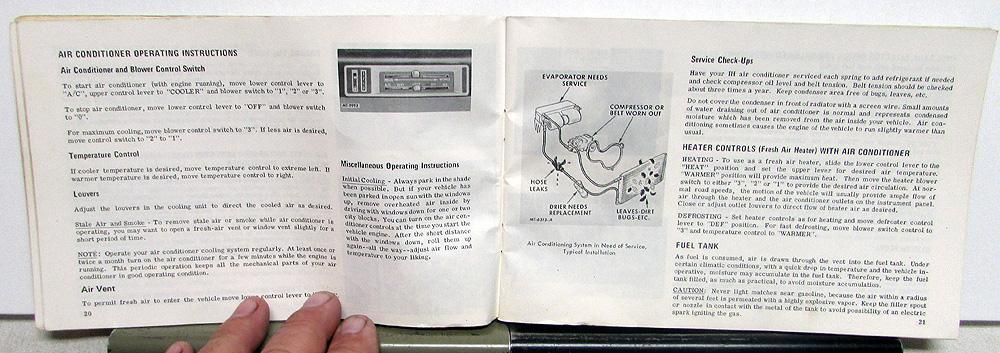 AIR CONDITIONER OPERATING INSTRUCTIONS
Air Conditioner and Blower Control Switch
To start air conditioner (with engine running), move lower control lever to
"A/C", upper control lever to "COOLER" and blower switch to "1", "2" or "3".
To stop air conditioner, move lower control lever to "OFF" and blower switch
to "0".
For maximum cooling, move blower control switch to "3". If less air is desired,
move control switch to "2" to "1".
Temperature Control
If cooler temperature is desired, move temperature control to extreme left. If
warmer temperature is desired, move temperature control to right.
Louvers
Adjust the louvers in the cooling unit to direct the cooled air as desired.
Stale Air and Smoke - To remove stale air or smoke while air conditioner is
operating, you may want to open a fresh-air vent or window vent slightly for a
short period of time.
NOTE: Operate your air conditioner cooling system regularly. At least once or
twice a month turn on the air conditioner for a few minutes while the engine is
running. This periodic operation keeps all the mechanical parts of your air
conditioner in good operating condition.
Air Vent
To permit fresh air to enter the vehicle move lower control lever to
20
Miscellaneous Operating Instructions
Initial Cooling - Always park in the shade
when possible. But if your vehicle has
been parked in open sun with the windows
up, remove overheated air inside by
driving with windows down for one or two
city blocks. You can turn on the air con-
ditioner controls at the time you start the
vehicle engine. After the short distance
with the windows down, roll them up
again--all the way--adjust air flow and
temperature to your liking.
EVAPORATOR NEEDS
SERVICE
COMPRESSOR OR
BELT WORN OUT
HOSE
LEAKS
DRIER NEEDS
REPLACEMENT
LEAVES-DIRT
BUGS-ETC.
Air Conditioning System in Need of Service,
Typical Installation
Service Check-Ups
Have your IH air conditioner serviced each spring to add refrigerant if needed
and check compressor oil level and belt tension. Belt tension should be checked
about three times a year. Keep condenser area free of bugs, leaves, etc.
Do not cover the condenser in front of radiator with a screen wire. Small amounts
of water draining out of air conditioner is normal and represents condensed
moisture which has been removed from the air inside your vehicle. Air con-
ditioning sometimes causes the engine of the vehicle to run slightly warmer than
usual.
HEATER CONTROLS (Fresh Air Heater) WITH AIR CONDITIONER
HEATING - To use as a fresh air heater, slide the lower control lever to the
"HEAT" position and set the upper lever for desired air temperature.
"WARMER" position will provide maximum heat. Then move the heater blower
switch to either "3", "2" or "1" to provide the desired air circulation. At nor-
mal road speeds, the motion of the vehicle will usually provide ample flow of
air through the heater and the air conditioner outlets on the instrument panel.
Close or adjust outlet louvers to direct flow of heater air as desired.
DEFROSTING - Set heater controls as for heating and move defroster control
lever to "DEF" position. For fast defrosting, move blower control switch to
"3" and temperature control to "WARMER".
FUEL TANK
As fuel is consumed, air is drawn through the vent into the fuel tank. Under
certain climatic conditions, with a quick drop in temperature and the vehicle in-
operative, moisture may accumulate in the fuel tank. Therefore, keep the fuel
tank filled, as much as practical, to avoid moisture accumulation.
CAUTION: Never light matches near gasoline, because the air within a radius
of several feet is permeated with a highly explosive vapor. Keep the filler spout
or nozzle in contact with the metal of the tank to avoid possibility of an electric
spark igniting the gas.
21